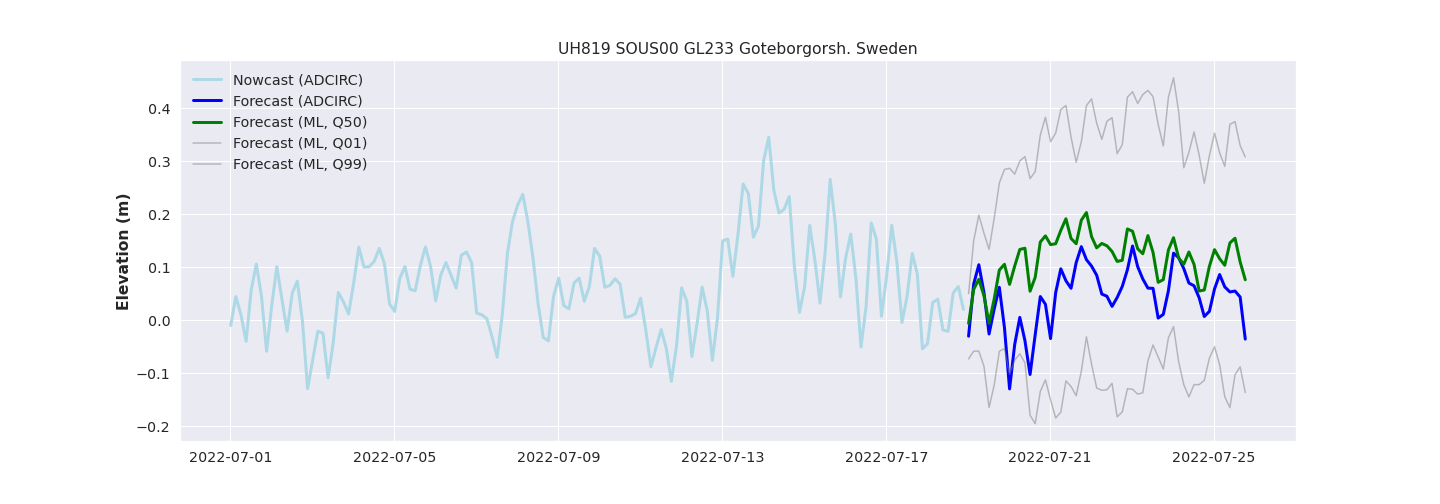 UH819 SOUS00 GL233 Goteborgorsh. Sweden
Nowcast (ADCIRC)
Forecast (ADCIRC)
Forecast (ML, Q50)
Forecast (ML, Q01)
Forecast (ML, Q99)
Elevation (m)
0.4
0.3
0.2
0.1
0.0
−0.1
−0.2
2022-07-01 2022-07-05 2022-07-09 2022-07-13 2022-07-17 2022-07-21 2022-07-25